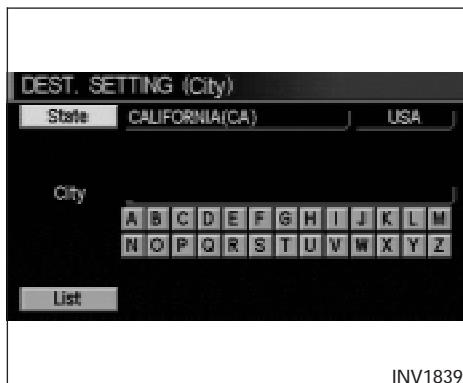 DEST. SETTING (City)
State CALIFORNIA(CA) USA
City
A B C D E F G H I J K L M
N O P Q R S T U V W X Y Z
List
INV1839